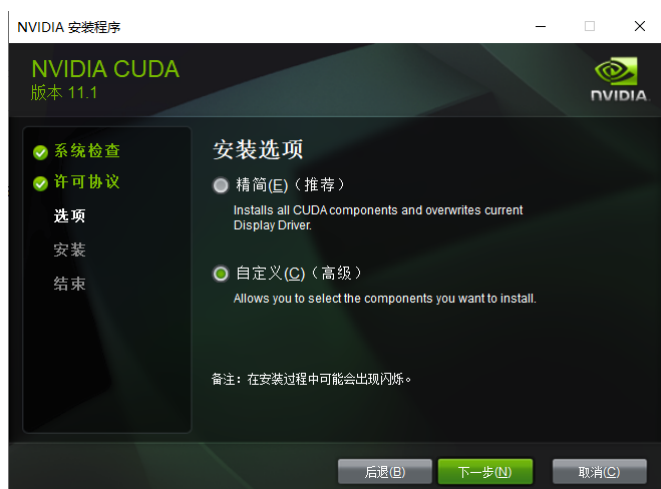 NVIDIA 安装程序
NVIDIA CUDA
版本 11.1
NVIDIA.
系统检查
许可协议
选项
安装
结束
安装选项
精简(E)（推荐）
Installs all CUDA components and overwrites current
Display Driver.
自定义(C)（高级）
Allows you to select the components you want to install.
备注：在安装过程中可能会出现闪烁。
后退(B)
下一步(N)
取消(C)